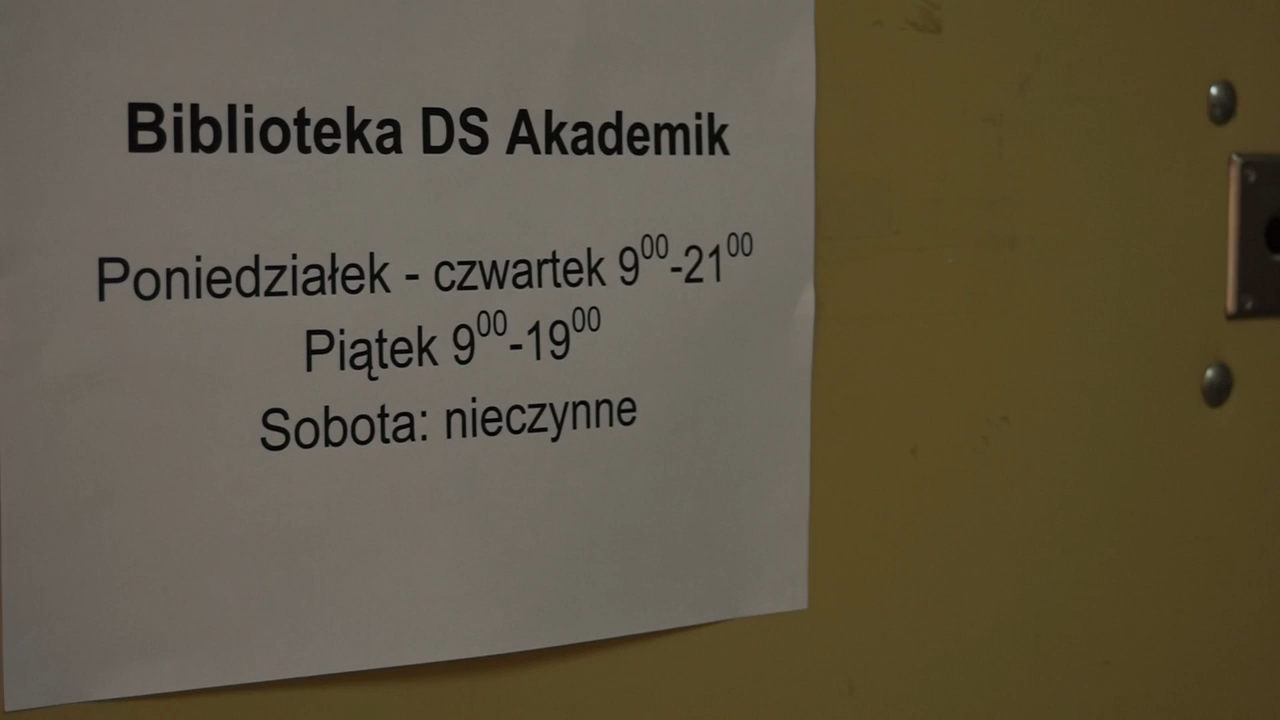 Biblioteka DS Akademik
Poniedziałek - czwartek 9⁰⁰-21⁰⁰
Piątek 9⁰⁰-19⁰⁰
Sobota: nieczynne